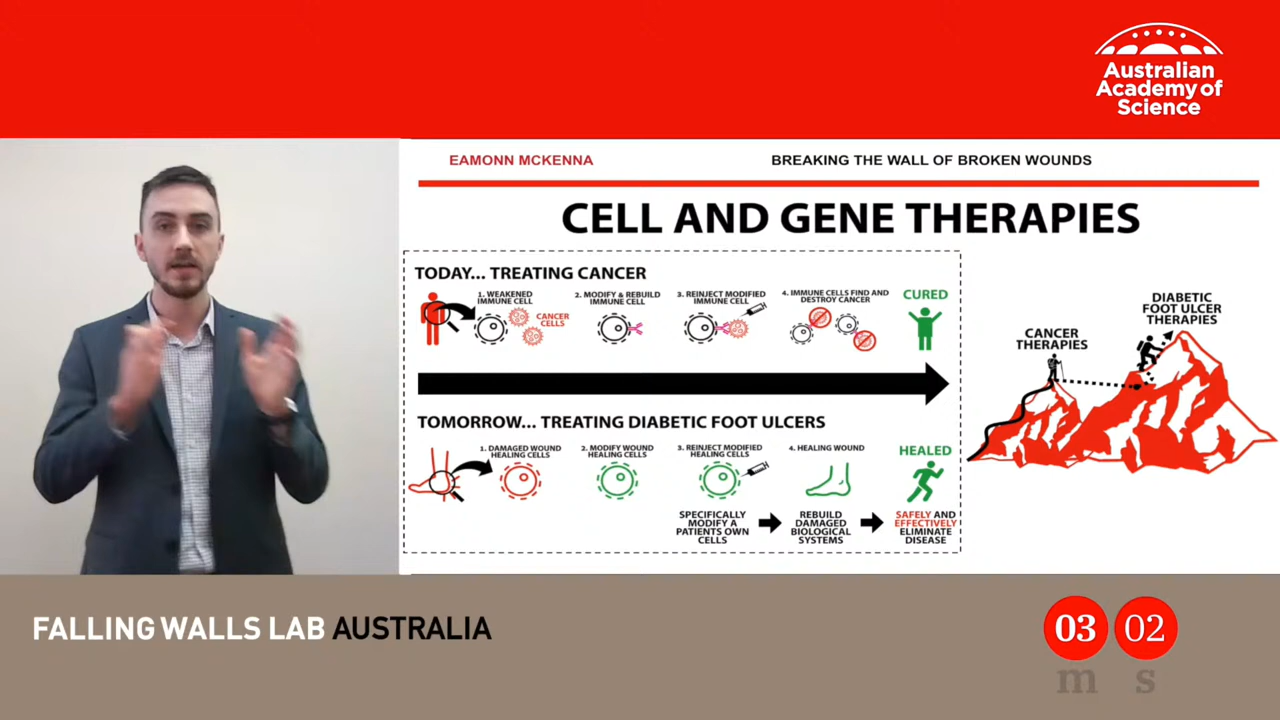 Australian
Academy of
Science
EAMONN MCKENNA
BREAKING THE WALL OF BROKEN WOUNDS
CELL AND GENE THERAPIES
TODAY... TREATING CANCER
1. WEAKENED
IMMUNE CELL
CANCER
CELLS
2. MODIFY & REBUILD
IMMUNE CELL
3. REINJECT MODIFIED
IMMUNE CELL
4. IMMUNE CELLS FIND AND
DESTROY CANCER
CURED
TOMORROW... TREATING DIABETIC FOOT ULCERS
1. DAMAGED WOUND
HEALING CELLS
2. MODIFY WOUND
HEALING CELLS
3. REINJECT MODIFIED
HEALING CELLS
4. HEALING WOUND
HEALED
SPECIFICALLY
MODIFY A
PATIENTS OWN
CELLS
REBUILD
DAMAGED
BIOLOGICAL
SYSTEMS
SAFELY AND
EFFECTIVELY
ELIMINATE
DISEASE
CANCER
THERAPIES
DIABETIC
FOOT ULCER
THERAPIES
FALLING WALLS LAB AUSTRALIA
03 02
m s